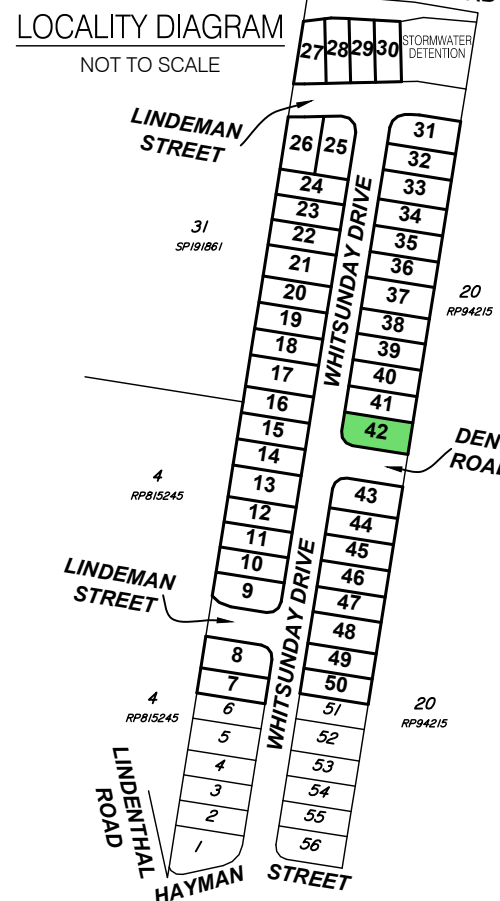 LOCALITY DIAGRAM
NOT TO SCALE
27 28 29 30
STORMWATER
DETENTION
LINDEMAN
STREET
26 25
31
32
24
33
23
34
22
35
21
36
20
37
19
38
18
39
17
40
16
41
15
42
14
13
43
12
44
11
45
10
46
9
47
48
8
49
7
50
6
51
5
52
4
53
3
54
2
55
1
56
WHITSUNDAY DRIVE
WHITSUNDAY DRIVE
31
SP191861
20
RP94215
4
RP815245
LINDEMAN
STREET
4
RP815245
20
RP94215
LINDENTHAL
ROAD
HAYMAN STREET